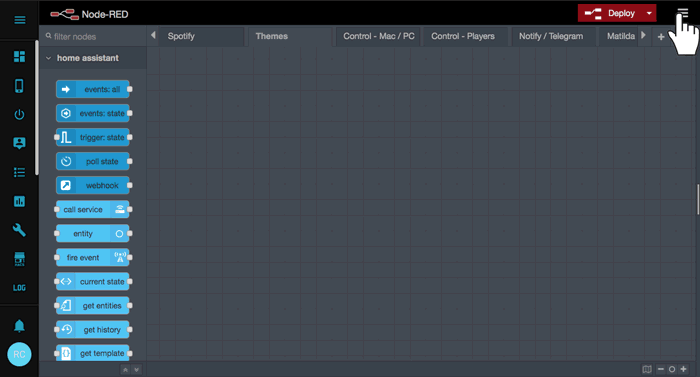 Node-RED
Deploy
filter nodes
Spotify
Themes
Control - Mac / PC
Control - Players
Notify / Telegram
Matilda
home assistant
events: all
events: state
trigger: state
poll state
webhook
call service
entity
fire event
current state
get entities
get history
get template
LOG
RC